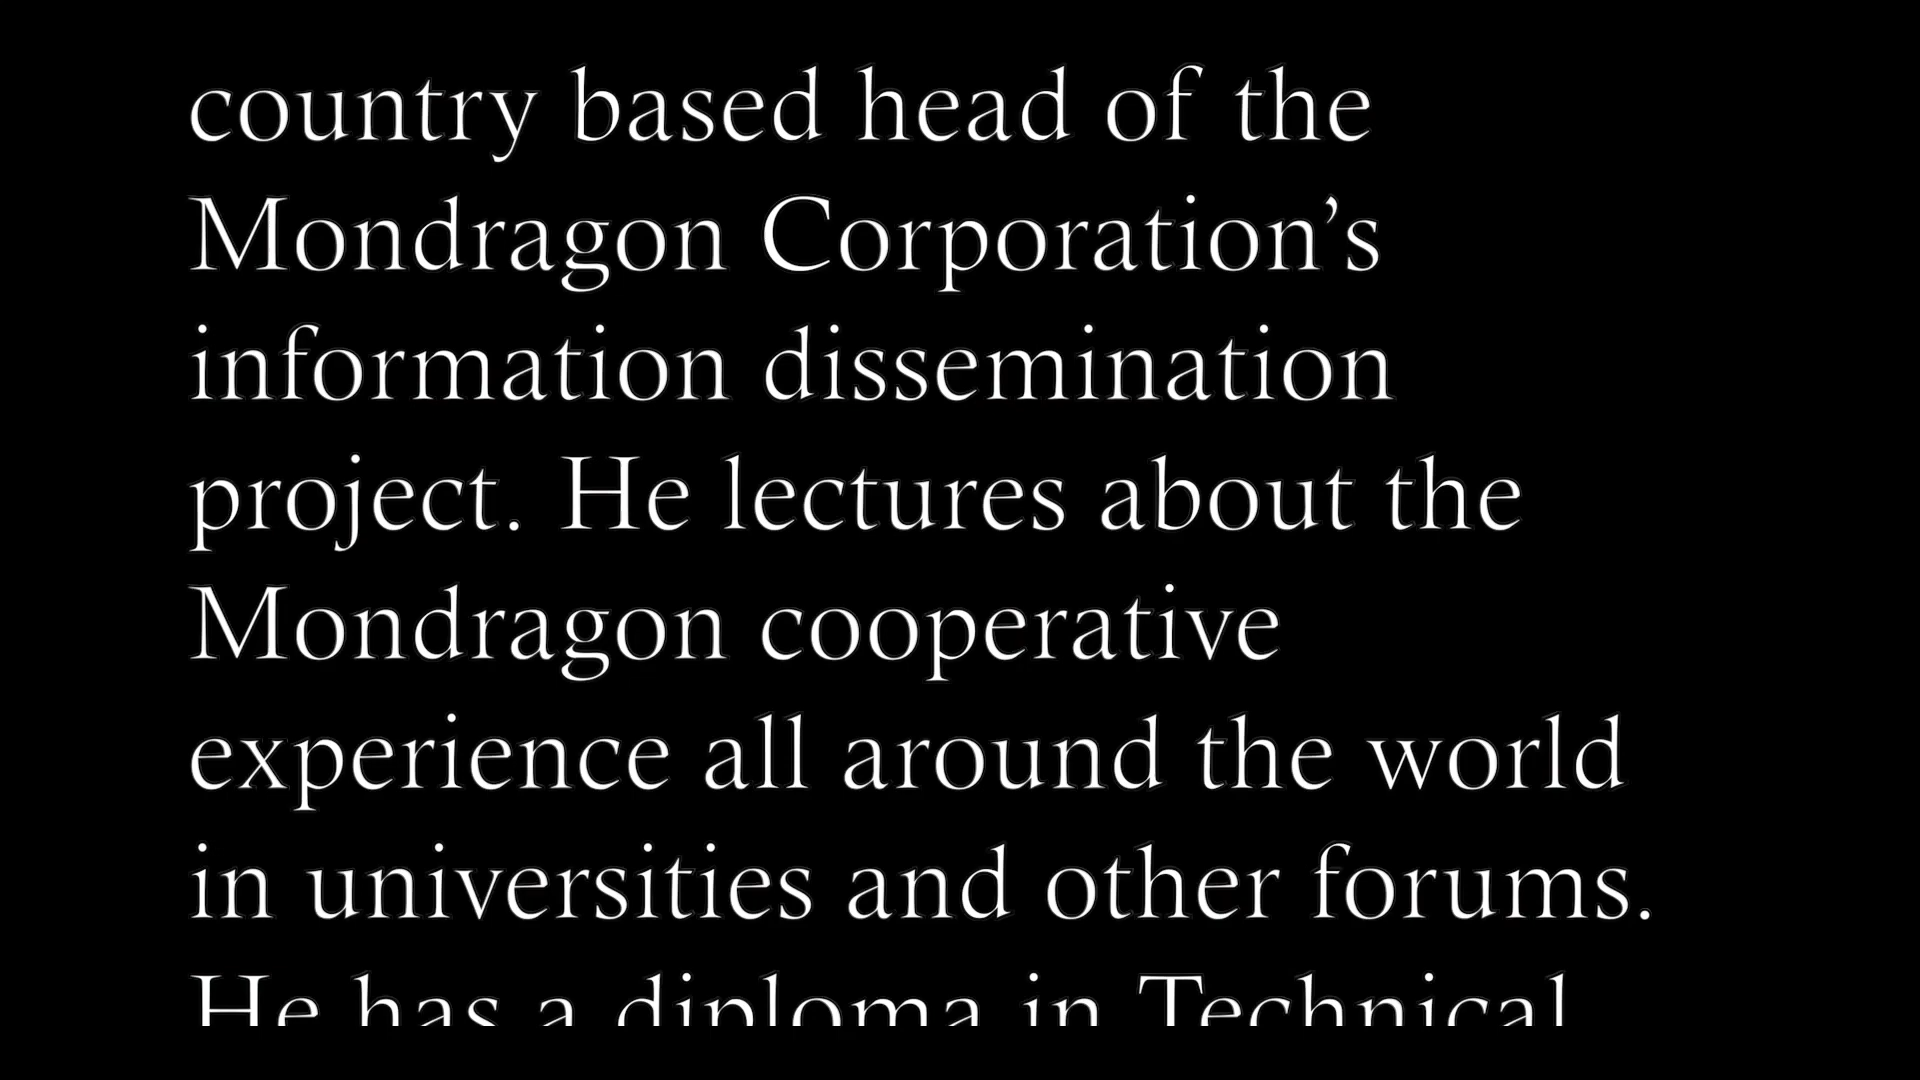 country based head of the
Mondragon Corporation’s
information dissemination
project. He lectures about the
Mondragon cooperative
experience all around the world
in universities and other forums.
He has a diploma in Technical